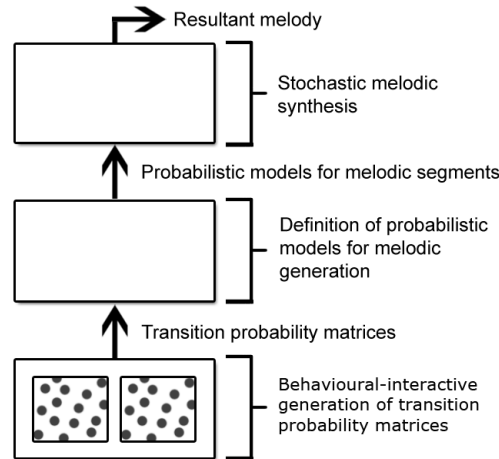 Resultant melody
Stochastic melodic
synthesis
Probabilistic models for melodic segments
Definition of probabilistic
models for melodic
generation
Transition probability matrices
Behavioural-interactive
generation of transition
probability matrices